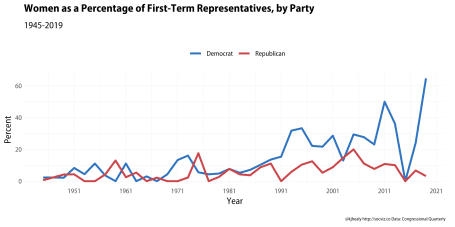 Women as a Percentage of First-Term Representatives, by Party
1945-2019
Democrat Republican
60
40
20
0
Percent
1951 1961 1971 1981 1991 2001 2011 2021
Year
@kjhealy http://socviz.co Data: Congressional Quarterly